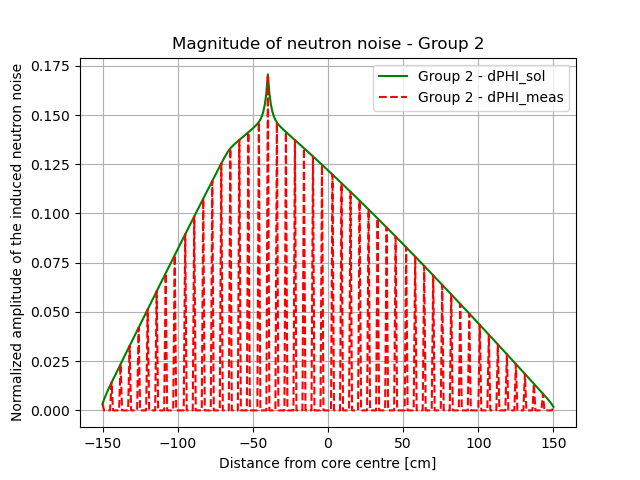 Magnitude of neutron noise - Group 2
Normalized amplitude of the induced neutron noise
0.175
0.150
0.125
0.100
0.075
0.050
0.025
0.000
Group 2 - dPHI_sol
Group 2 - dPHI_meas
−150 −100 −50 0 50 100 150
Distance from core centre [cm]